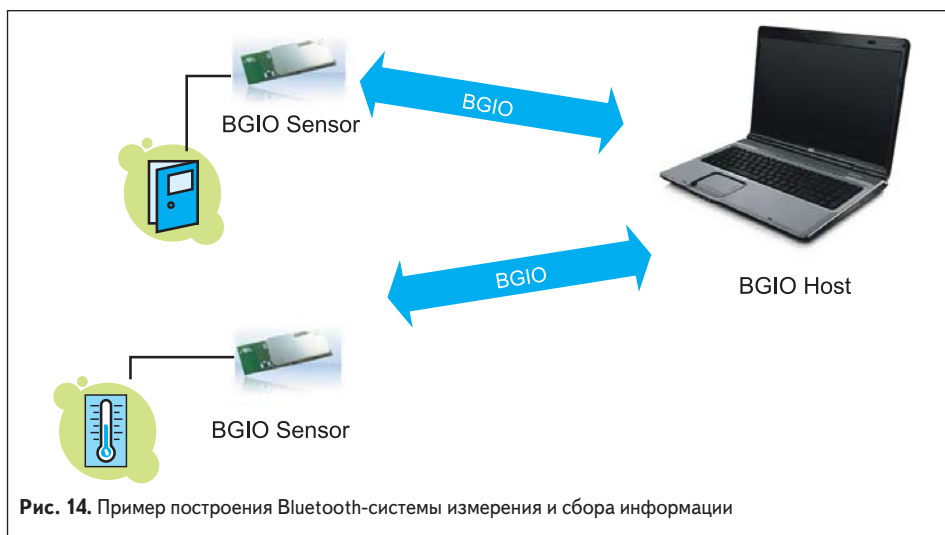 BGIO Sensor
BGIO
BGIO Host
BGIO
BGIO Sensor
Рис. 14. Пример построения Bluetooth-системы измерения и сбора информации